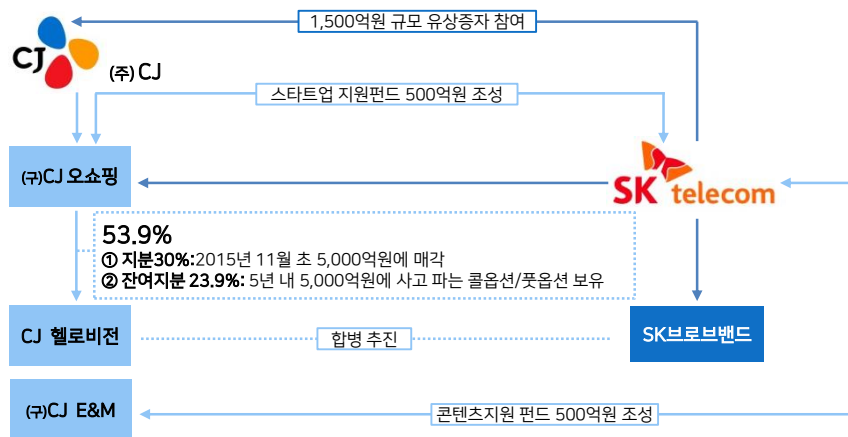 1,500억원 규모 유상증자 참여
CJ
(주) CJ
스타트업 지원펀드 500억원 조성
(구)CJ 오쇼핑
SK telecom
53.9%
① 지분30%:2015년 11월 초 5,000억원에 매각
② 잔여지분 23.9%: 5년 내 5,000억원에 사고 파는 콜옵션/풋옵션 보유
CJ 헬로비전
합병 추진
SK브로브밴드
(구)CJ E&M
콘텐츠지원 펀드 500억원 조성